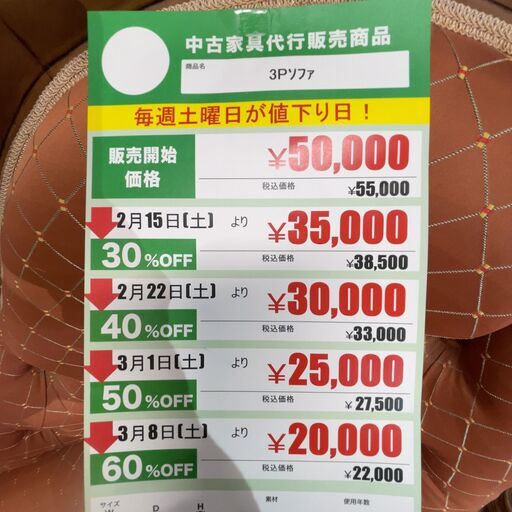 中古家具代行販売商品
商品名
3Pソファ
毎週土曜日が値下り日！
販売開始
価格
¥50,000
税込価格 ¥55,000
2月15日(土) より ¥35,000
30%OFF 税込価格 ¥38,500
2月22日(土) より ¥30,000
40%OFF 税込価格 ¥33,000
3月1日(土) より ¥25,000
50%OFF 税込価格 ¥27,500
3月8日(土) より ¥20,000
60%OFF 税込価格 ¥22,000
サイズ 素材 使用年数
W D H